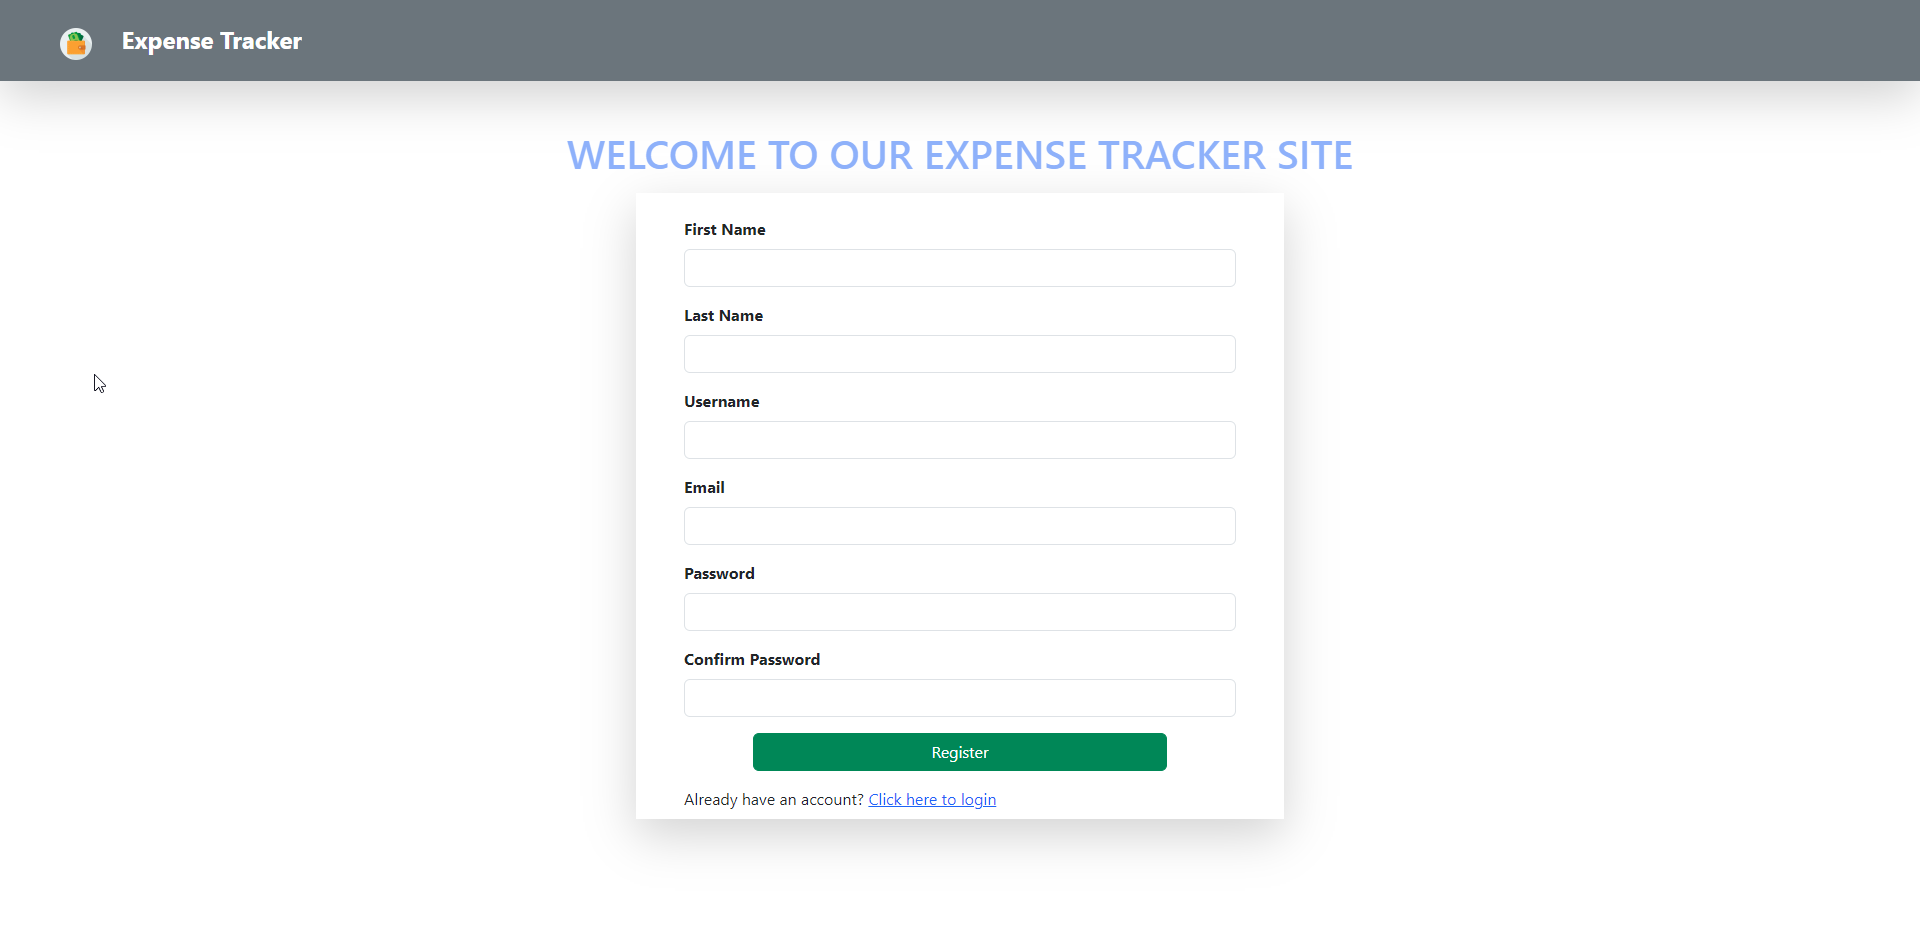 Expense Tracker
WELCOME TO OUR EXPENSE TRACKER SITE
First Name
Last Name
Username
Email
Password
Confirm Password
Register
Already have an account? Click here to login